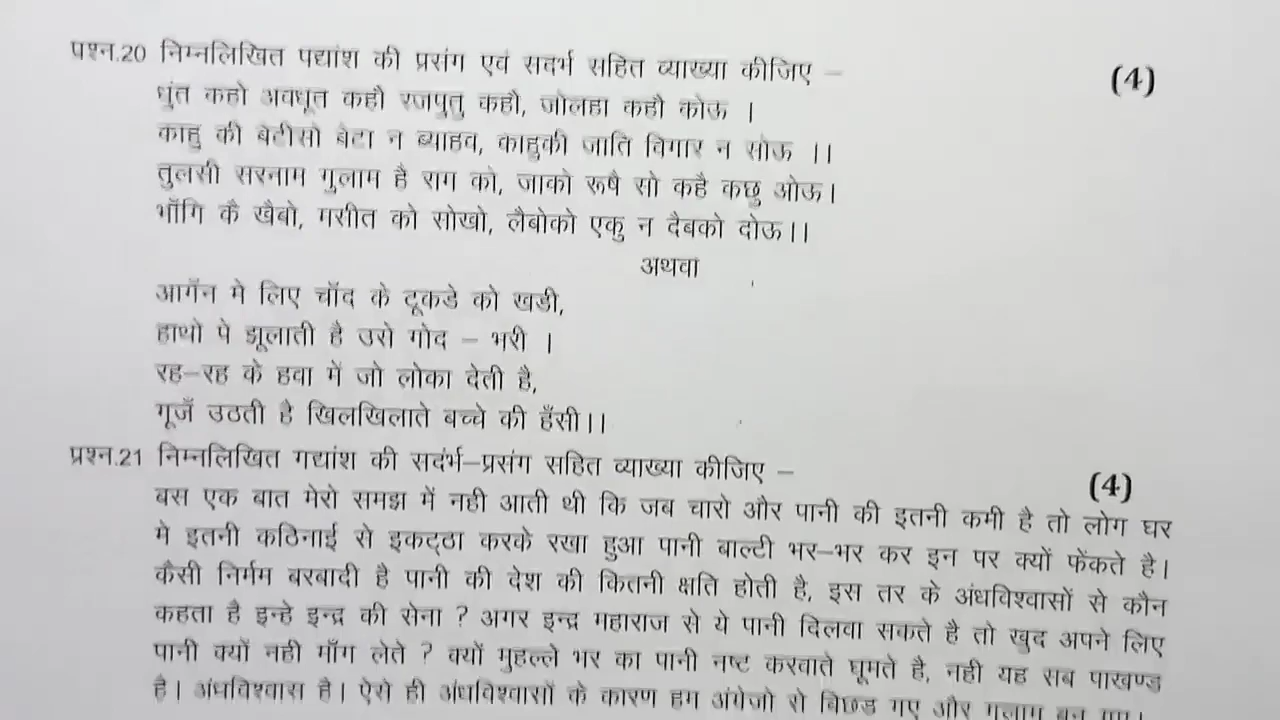 प्रश्न.20 निम्नलिखित पद्यांश की प्रसंग एवं सदर्भ सहित व्याख्या कीजिए – (4)
धुंत कहो अवधूत कहौ रजपुतु कहौ, जोलहा कहौ कोऊ ।
काहु की बेटीसो बेटा न ब्याहव, काहुकी जाति विगार न सोऊ ।।
तुलसी सरनाम गुलाम है राग को, जाको रूषै सो कहै कछु ओऊ।
भॉगि कै खैबो, मसीत को सोखो, लैबोको एकु न दैबको दोऊ।।
अथवा
आगॅन मे लिए चॉद के टूकडे को खडी,
हाथो पे झूलाती है उसे गोद – भरी ।
रह–रह के हवा में जो लोका देती है,
गूजॅ उठती है खिलखिलाते बच्चे की हॅसी।।
प्रश्न.21 निम्नलिखित गद्यांश की सदंर्भ–प्रसंग सहित व्याख्या कीजिए – (4)
बस एक बात मेरो समझ में नही आती थी कि जब चारो और पानी की इतनी कमी है तो लोग घर
मे इतनी कठिनाई से इकट्ठा करके रखा हुआ पानी बाल्टी भर–भर कर इन पर क्यों फेंकते है।
कैसी निर्मम बरबादी है पानी की देश की कितनी क्षति होती है, इस तर के अंधविश्वासों से कौन
कहता है इन्हे इन्द्र की सेना ? अगर इन्द्र महाराज से ये पानी दिलवा सकते है तो खुद अपने लिए
पानी क्यों नही मॉग लेते ? क्यों मुहल्ले भर का पानी नष्ट करवाते घूमते है, नही यह सब पाखण्ड
है। अंधविश्वास है। ऐसे ही अंधविश्वासों के कारण हम अंग्रेजो से बिछड गए और गुलाम बन गए।